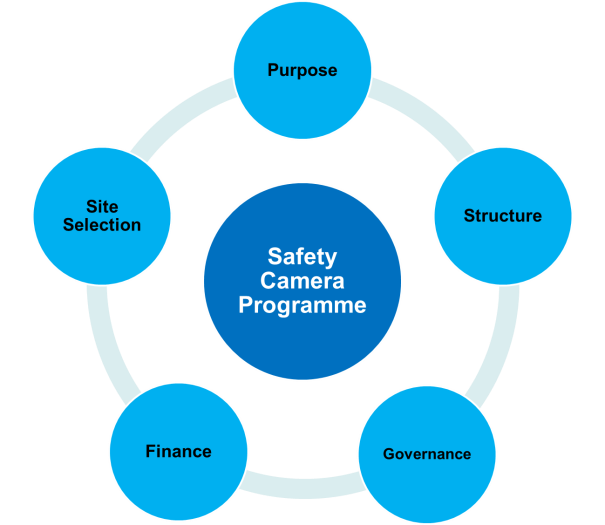 Purpose
Structure
Governance
Finance
Site
Selection
Safety
Camera
Programme